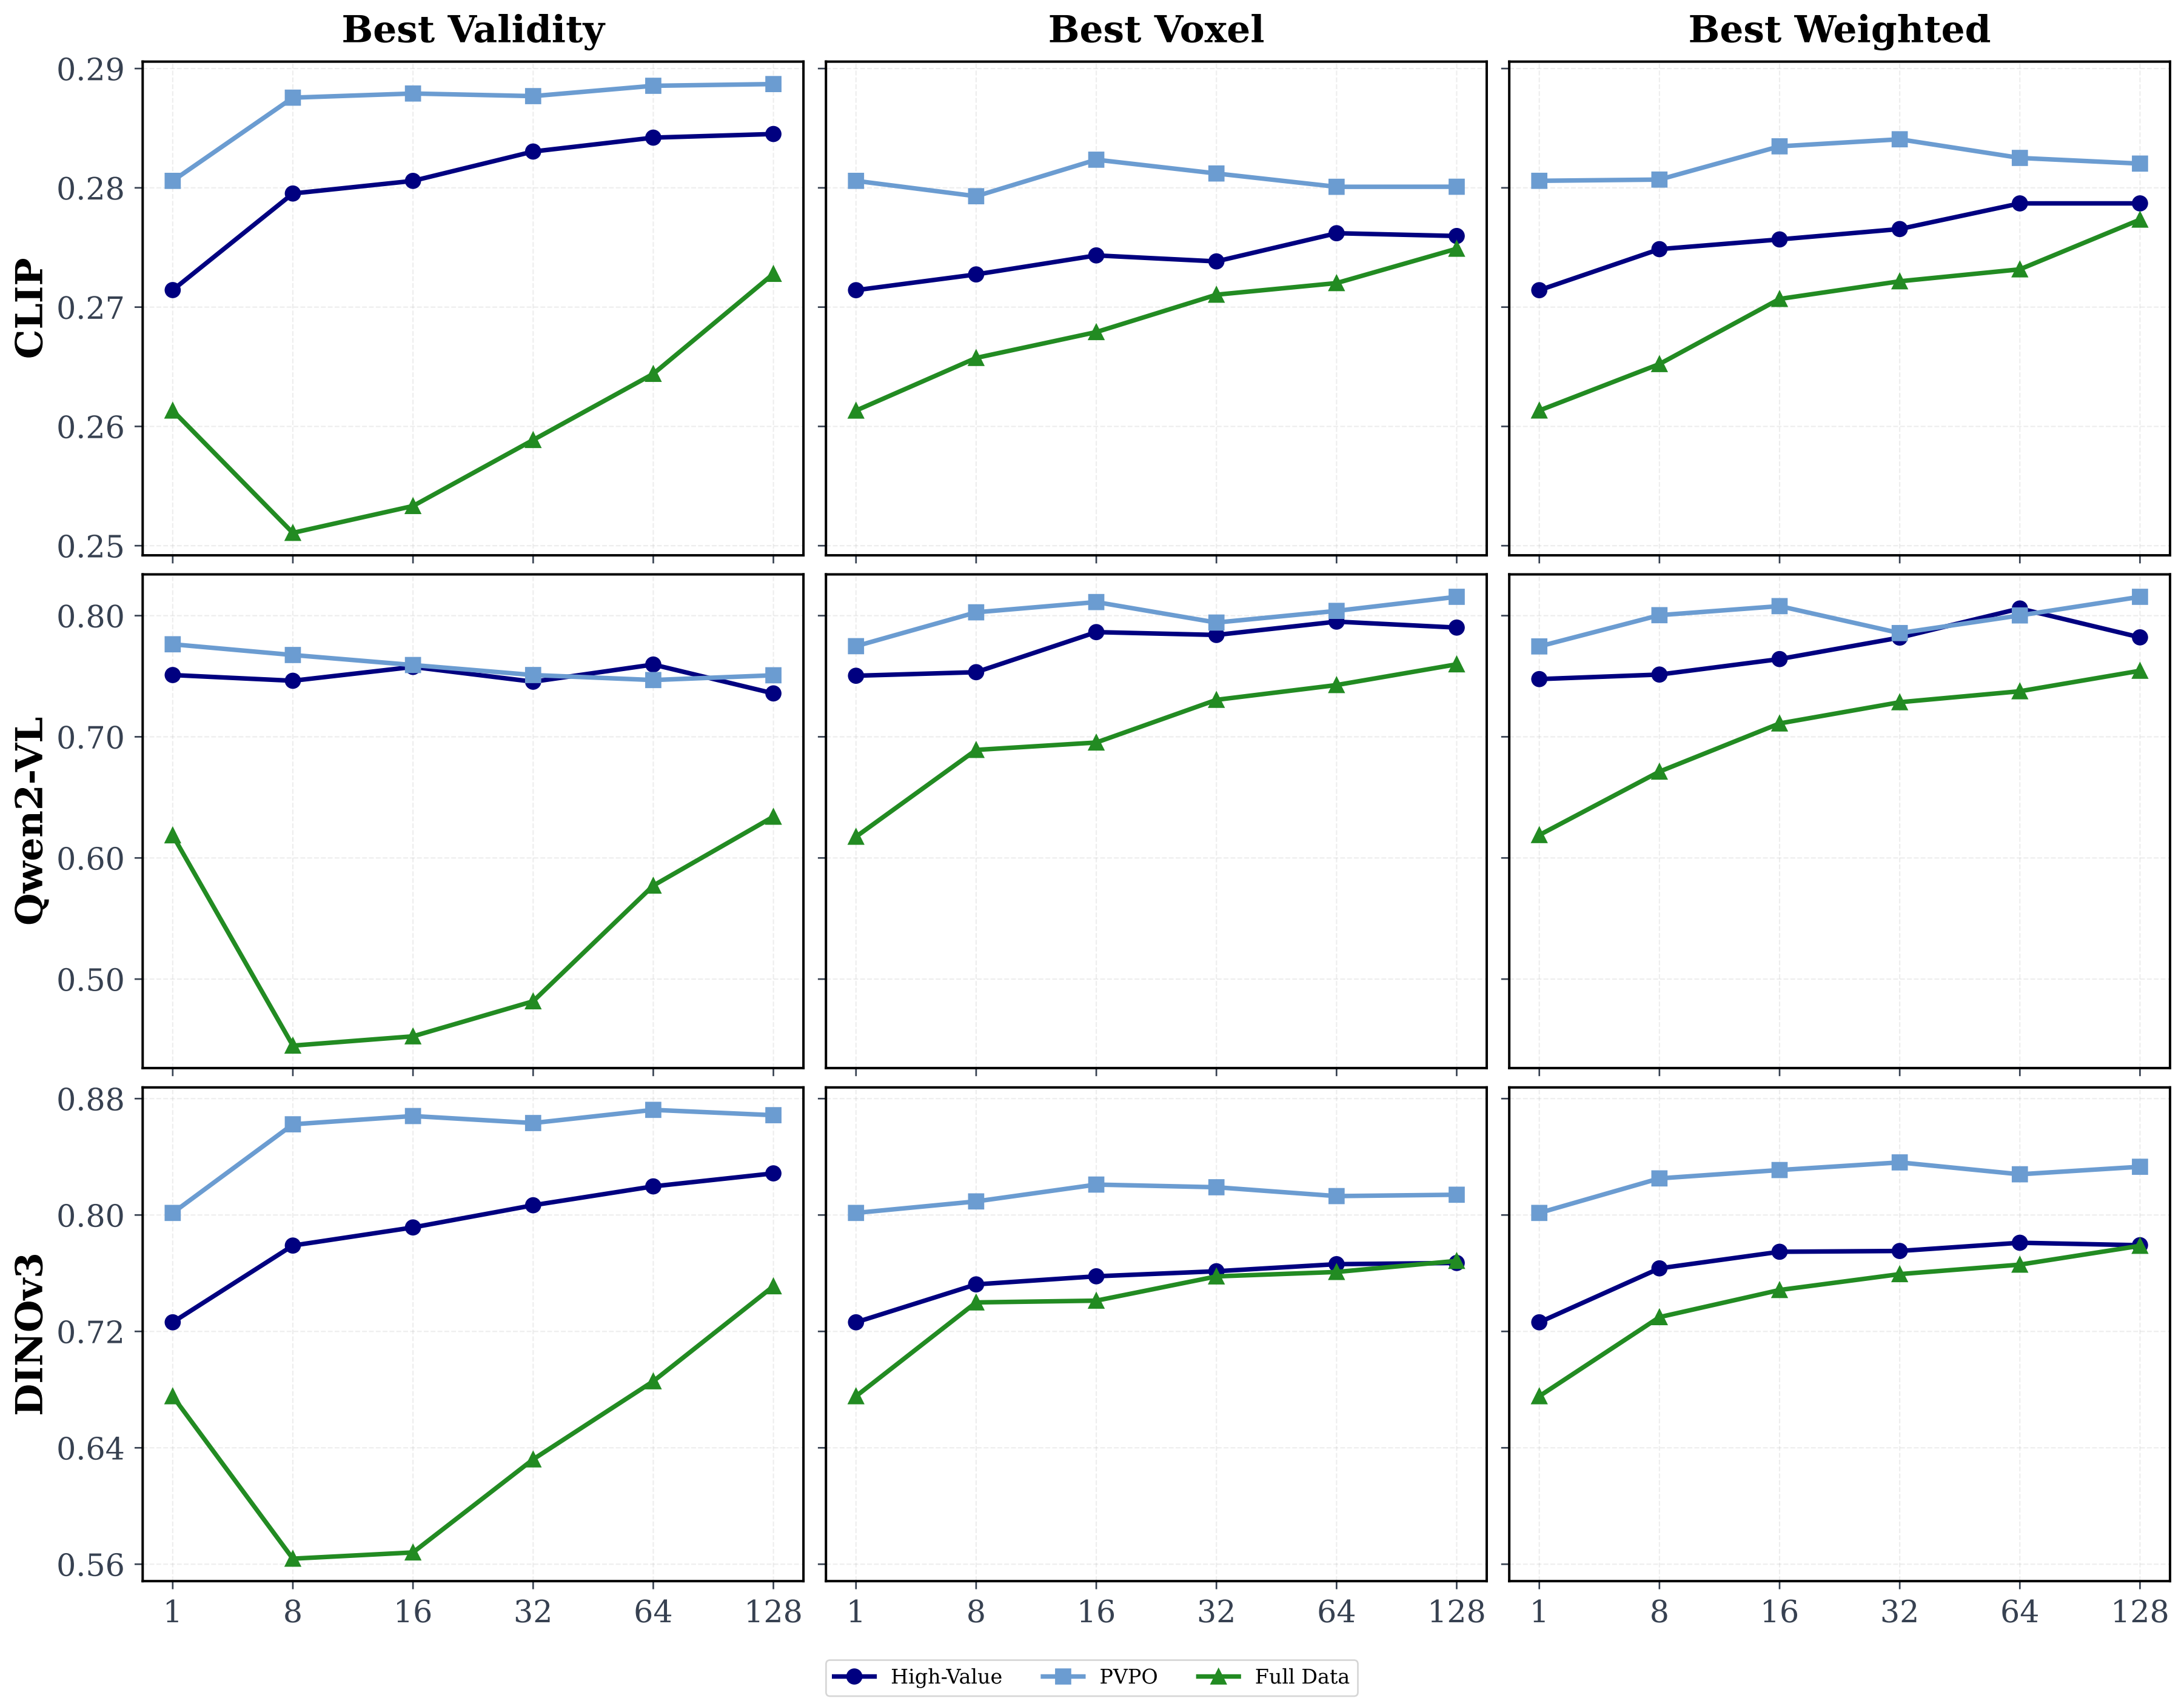 Best Validity
Best Voxel
Best Weighted
CLIP
0.29
0.28
0.27
0.26
0.25
Qwen2-VL
0.80
0.70
0.60
0.50
DINOv3
0.88
0.80
0.72
0.64
0.56
1 8 16 32 64 128
1 8 16 32 64 128
1 8 16 32 64 128
High-Value PVPO Full Data